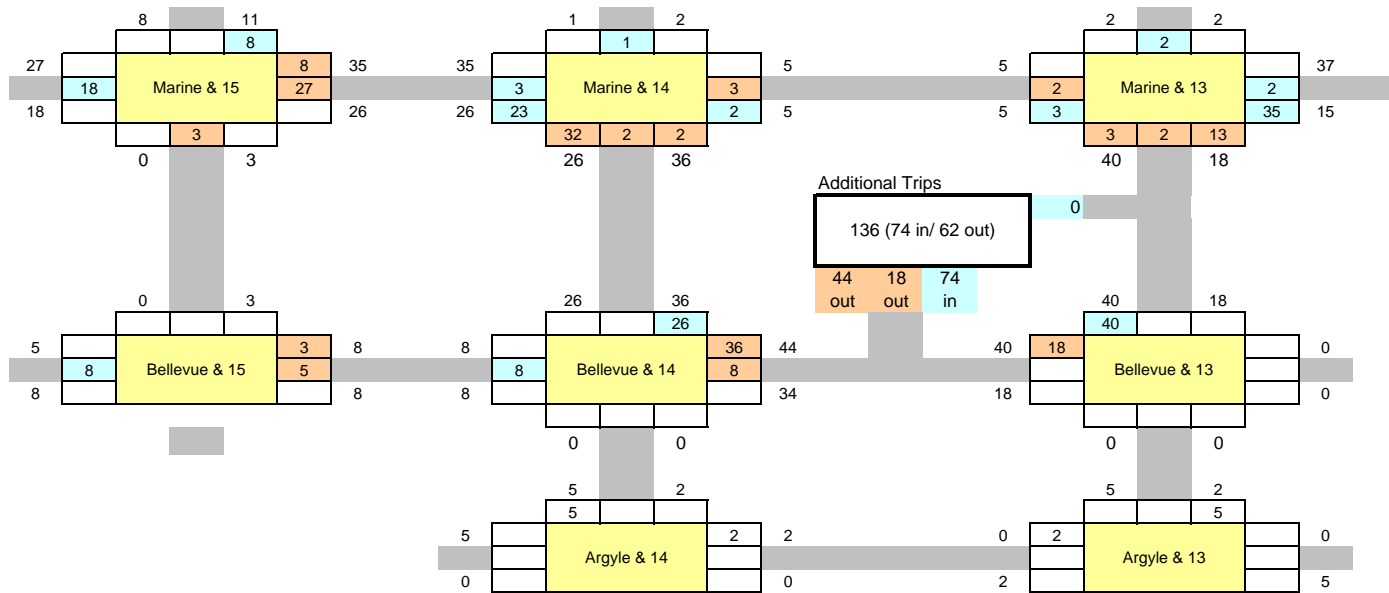 8 11 1 2 2 2
8 1 2
27 8 35 35 5 5 37
18 Marine & 15 27 3 Marine & 14 3 2 Marine & 13 2
18 26 26 23 2 5 5 3 35 15
3 32 2 2 3 2 13
0 3 26 36 40 18
Additional Trips
0
136 (74 in/ 62 out)
44 18 74
out out in
0 3 26 36 40 18
26 40
5 3 8 8 36 44 40 18 0
8 Bellevue & 15 5 8 Bellevue & 14 8 Bellevue & 13
8 8 8 34 18 0
0 0 0 0
5 2 5 2
5 5
5 2 2 0 2 0
Argyle & 14 Argyle & 13
0 0 2 5